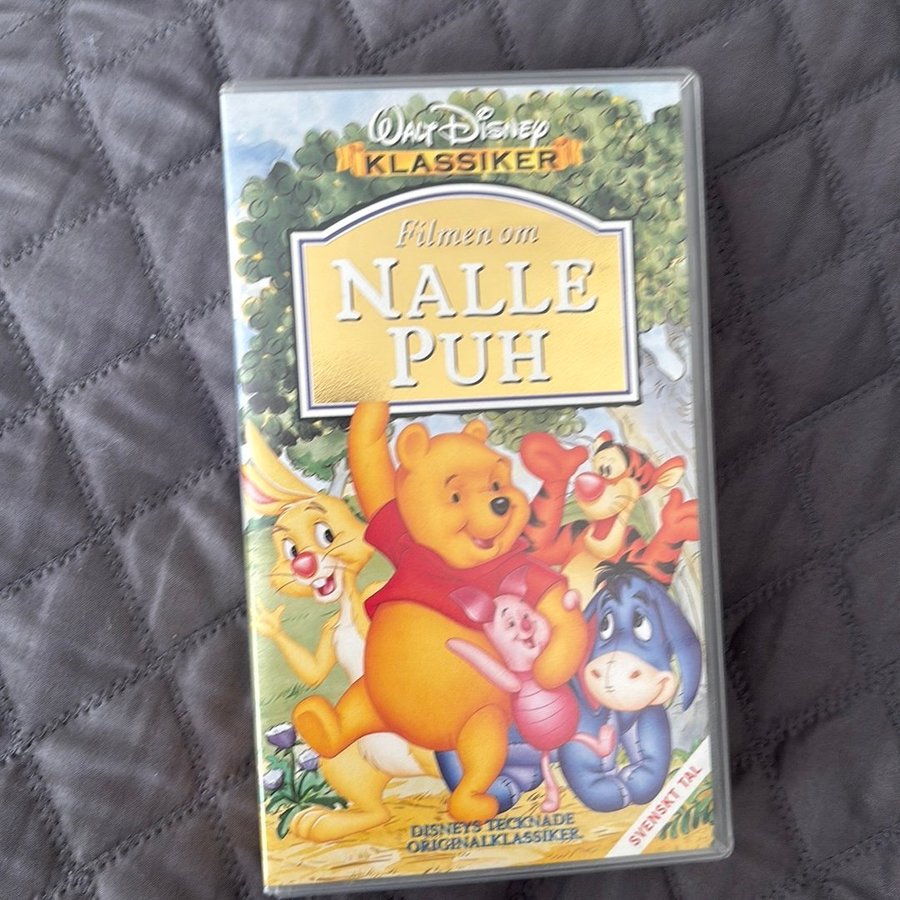 WALT DISNEY
KLASSIKER
Filmen om
NALLE
PUH
SVENSKT TAL
DISNEYS TECKNADE
ORIGINALKLASSIKER